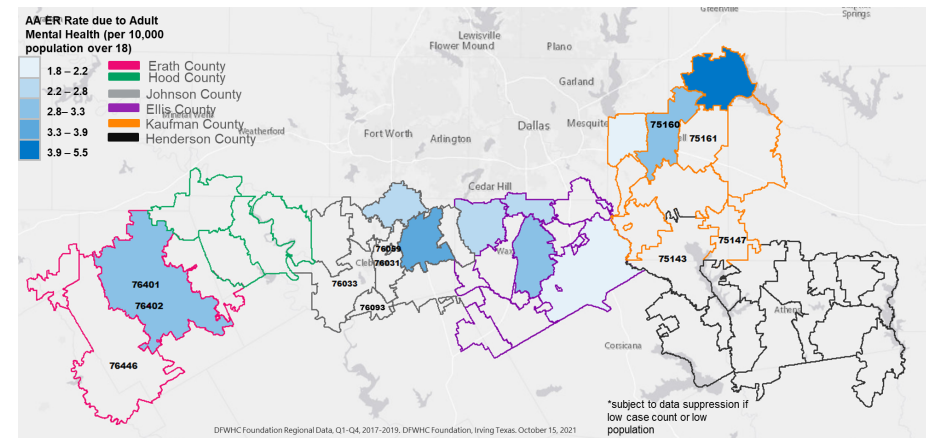 AA ER Rate due to Adult
Mental Health (per 10,000
population over 18)
1.8 – 2.2
2.2 – 2.8
2.8 – 3.3
3.3 – 3.9
3.9 – 5.5
Erath County
Hood County
Johnson County
Ellis County
Kaufman County
Henderson County
Greenville
Springs
Lewisville
Flower Mound
Plano
Garland
Mineral Wells
Weatherford
Fort Worth
Arlington
Dallas
Mesquite
75160
75161
Cedar Hill
76059
76031
76033
76093
76401
76402
76446
75147
75143
Corsicana
*subject to data suppression if
low case count or low
population
DFWHC Foundation Regional Data, Q1-Q4, 2017-2019. DFWHC Foundation, Irving Texas. October 15, 2021